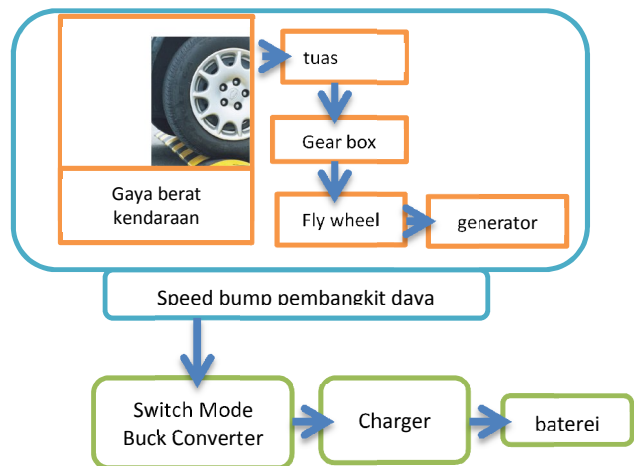 tuas
Gear box
Gaya berat
kendaraan
Fly wheel
generator
Speed bump pembangkit daya
Switch Mode
Buck Converter
Charger
baterei